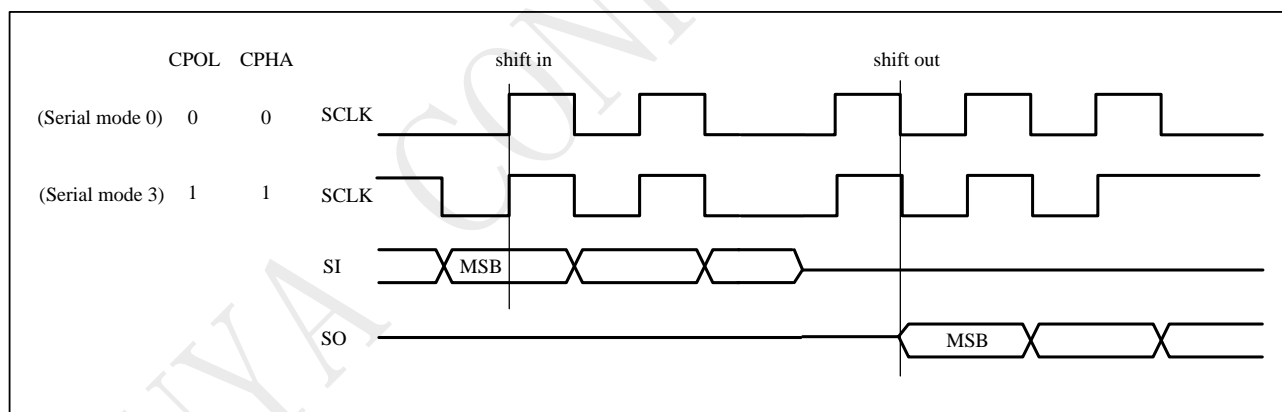 CPOL CPHA shift in shift out
(Serial mode 0) 0 0 SCLK
(Serial mode 3) 1 1 SCLK
SI MSB
SO MSB